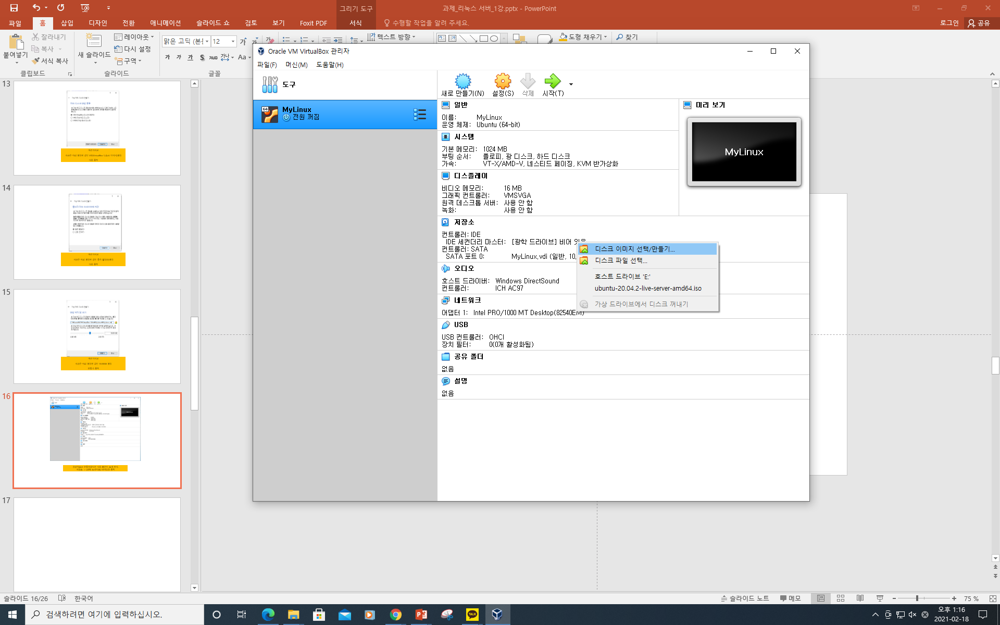 그리기 도구
과제_리눅스 서버_1강.pptx - PowerPoint
파일 홈 삽입 디자인 전환 애니메이션 슬라이드 쇼 검토 보기 Foxit PDF 서식 수행할 작업을 알려 주세요.
로그인 공유
붙여넣기
잘라내기
복사
서식 복사
클립보드
새 슬라이드
레이아웃
다시 설정
구역
슬라이드
맑은 고딕 (본문
12
가 가 가 S 간 Aa
글꼴
텍스트 방향
도형 채우기
찾기
Oracle VM VirtualBox 관리자
파일(F) 머신(M) 도움말(H)
도구
새로 만들기(N) 설정(S) 삭제 시작(T)
64
MyLinux
전원 꺼짐
일반
이름: MyLinux
운영 체제: Ubuntu (64-bit)
시스템
기본 메모리: 1024 MB
부팅 순서: 플로피, 광 디스크, 하드 디스크
가속: VT-X/AMD-V, 네스티드 페이징, KVM 반가상화
디스플레이
비디오 메모리: 16 MB
그래픽 컨트롤러: VMSVGA
원격 데스크톱 서버: 사용 안 함
녹화: 사용 안 함
미리 보기
MyLinux
저장소
컨트롤러: IDE
IDE 세컨더리 마스터: [광학 드라이브] 비어 있음
컨트롤러: SATA
SATA 포트 0: MyLinux.vdi (일반, 10,
디스크 이미지 선택/만들기...
디스크 파일 선택...
호스트 드라이브 'E:'
ubuntu-20.04.2-live-server-amd64.iso
가상 드라이브에서 디스크 꺼내기
오디오
호스트 드라이버: Windows DirectSound
컨트롤러: ICH AC97
네트워크
어댑터 1: Intel PRO/1000 MT Desktop(82540EM)
USB
USB 컨트롤러: OHCI
장치 필터: 0(0개 활성화됨)
공유 폴더
없음
설명
없음
13
14
15
16
17
슬라이드 16/26 한국어
슬라이드 노트 메모 75 %
검색하려면 여기에 입력하십시오.
TALK
오후 1:16
2021-02-18